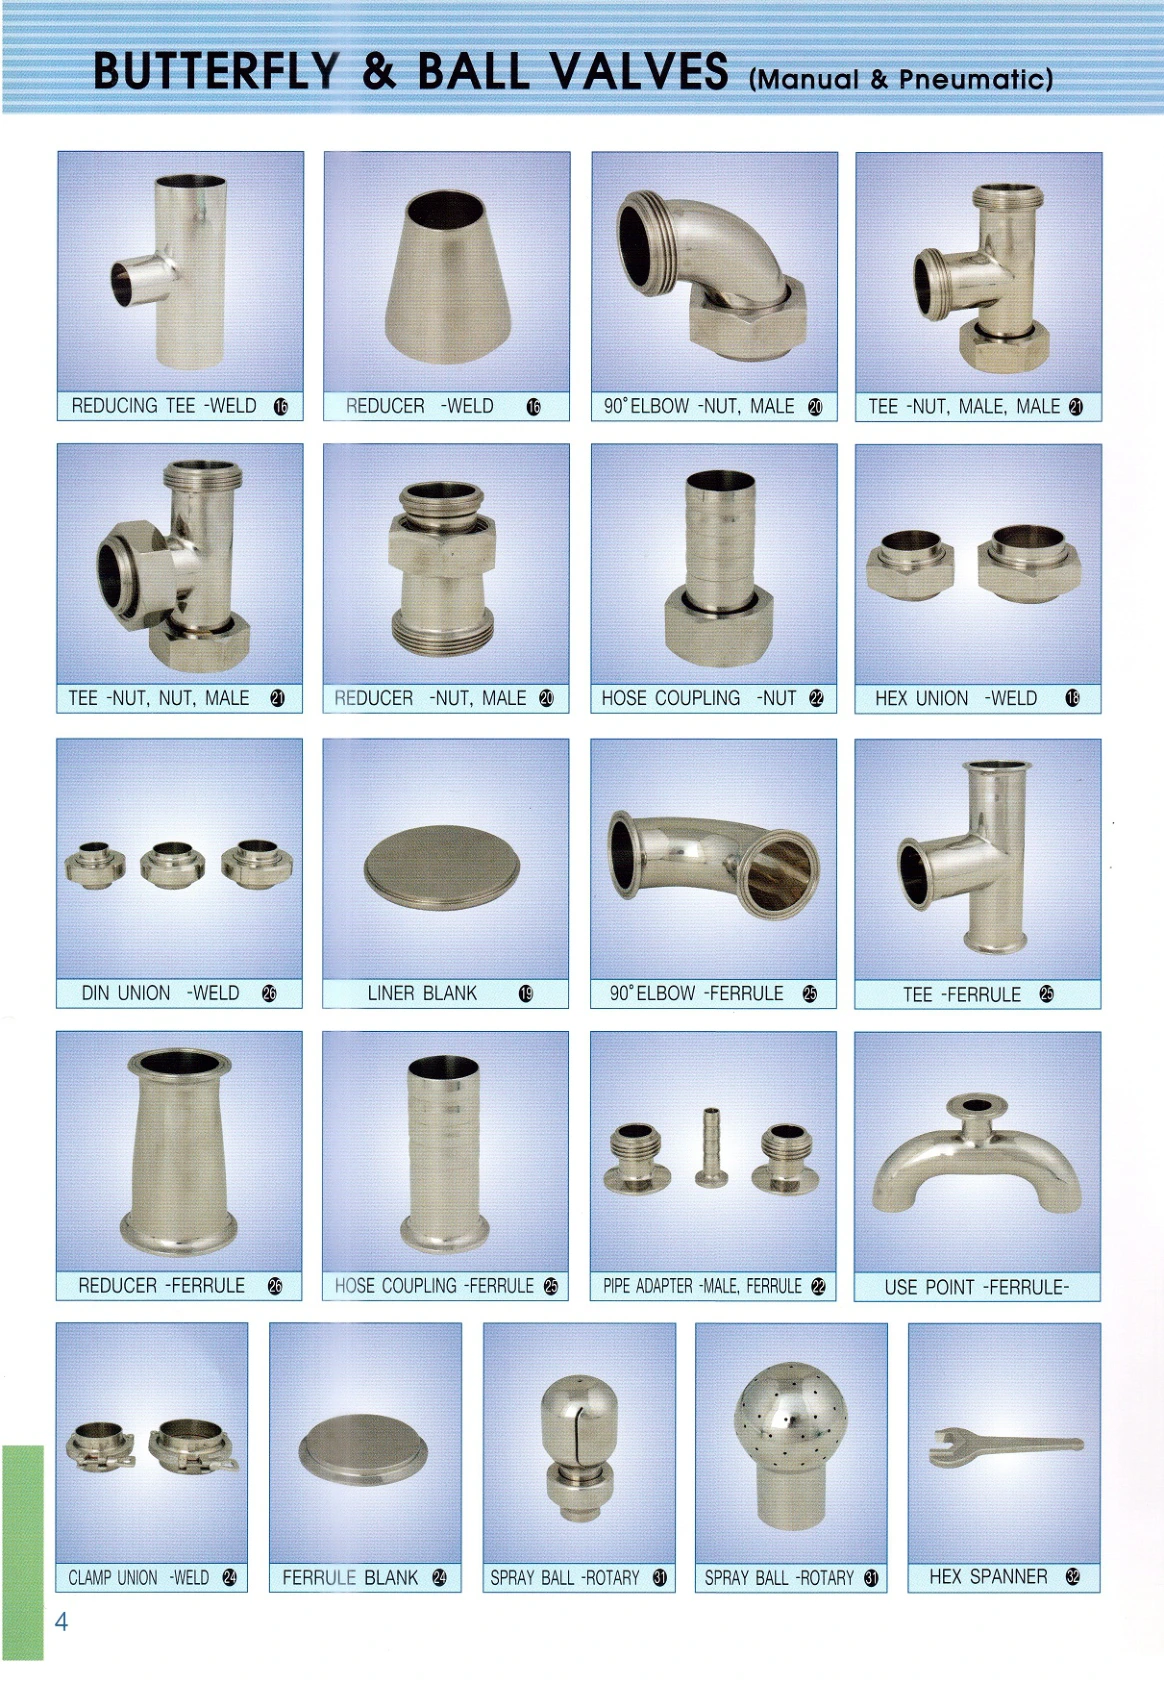 BUTTERFLY & BALL VALVES (Manual & Pneumatic)
REDUCING TEE -WELD 16
REDUCER -WELD 16
90° ELBOW -NUT, MALE 20
TEE -NUT, MALE, MALE 21
TEE -NUT, NUT, MALE 21
REDUCER -NUT, MALE 20
HOSE COUPLING -NUT 22
HEX UNION -WELD 18
DIN UNION -WELD 26
LINER BLANK 19
90° ELBOW -FERRULE 25
TEE -FERRULE 25
REDUCER -FERRULE 26
HOSE COUPLING -FERRULE 25
PIPE ADAPTER -MALE, FERRULE 22
USE POINT -FERRULE-
CLAMP UNION -WELD 24
FERRULE BLANK 24
SPRAY BALL -ROTARY 31
SPRAY BALL -ROTARY 31
HEX SPANNER 32
4